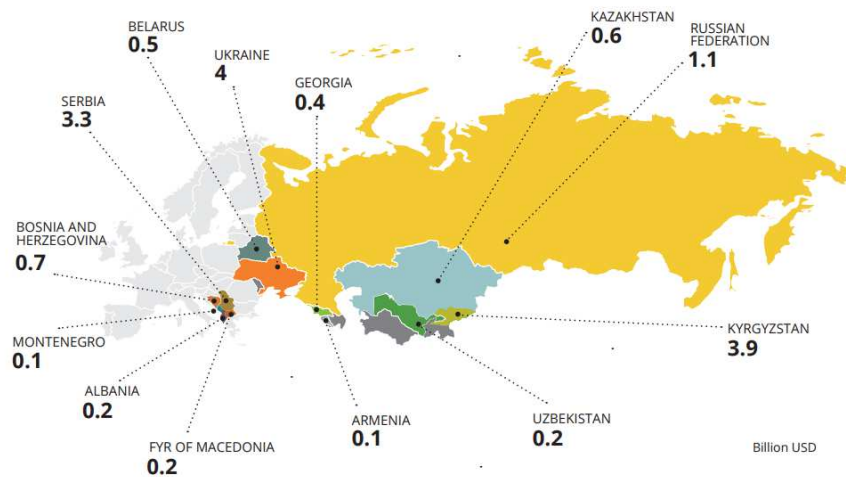 KAZAKHSTAN
0.6
RUSSIAN
FEDERATION
1.1
BELARUS
0.5
UKRAINE
4
GEORGIA
0.4
SERBIA
3.3
BOSNIA AND
HERZEGOVINA
0.7
MONTENEGRO
0.1
KYRGYZSTAN
3.9
ALBANIA
0.2
ARMENIA
0.1
UZBEKISTAN
0.2
FYR OF MACEDONIA
0.2
Billion USD